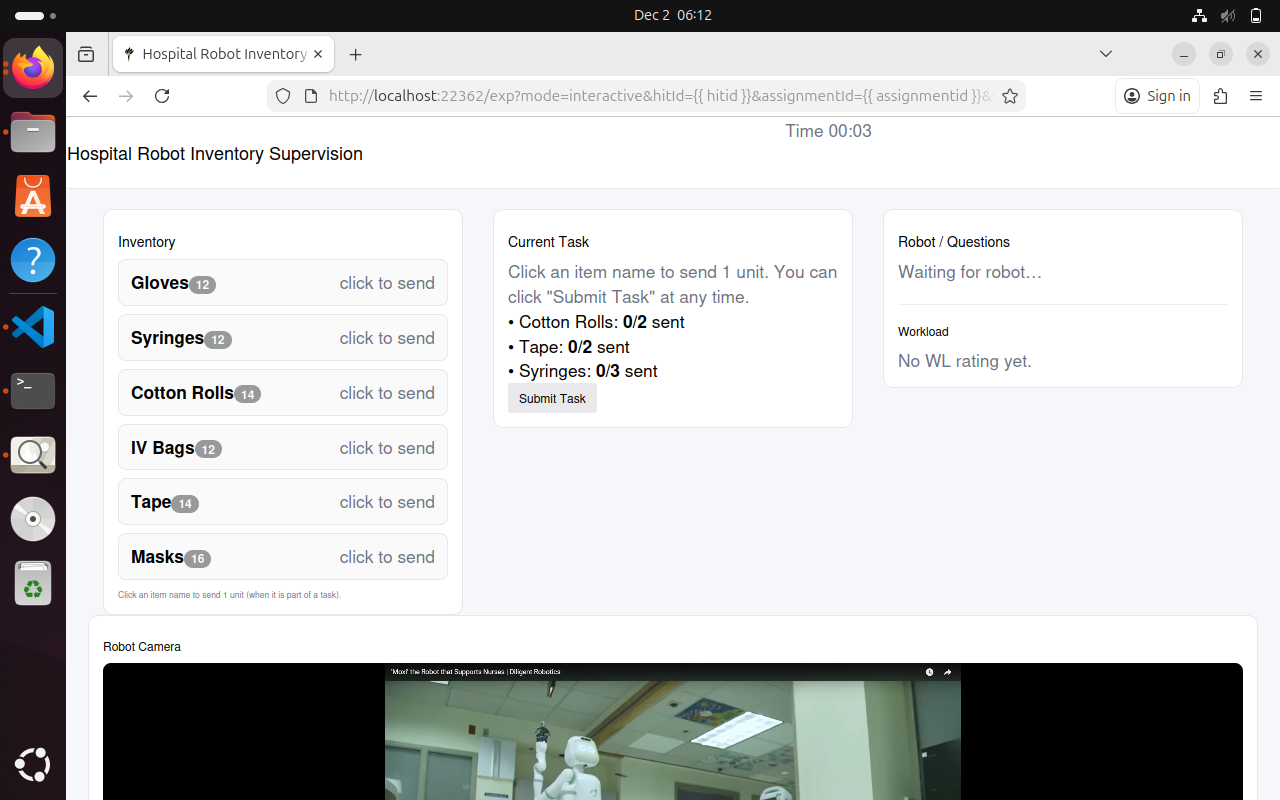 Dec 2 06:12
Hospital Robot Inventory
http://localhost:22362/exp?mode=interactive&hitId={{ hitid }}&assignmentId={{ assignmentid }}&
Sign in
Time 00:03
Hospital Robot Inventory Supervision
Inventory
Gloves 12 click to send
Syringes 12 click to send
Cotton Rolls 14 click to send
IV Bags 12 click to send
Tape 14 click to send
Masks 16 click to send
Click an item name to send 1 unit (when it is part of a task).
Current Task
Click an item name to send 1 unit. You can
click "Submit Task" at any time.
• Cotton Rolls: 0/2 sent
• Tape: 0/2 sent
• Syringes: 0/3 sent
Submit Task
Robot / Questions
Waiting for robot…
Workload
No WL rating yet.
Robot Camera
'Moxi' the Robot that Supports Nurses | Diligent Robotics